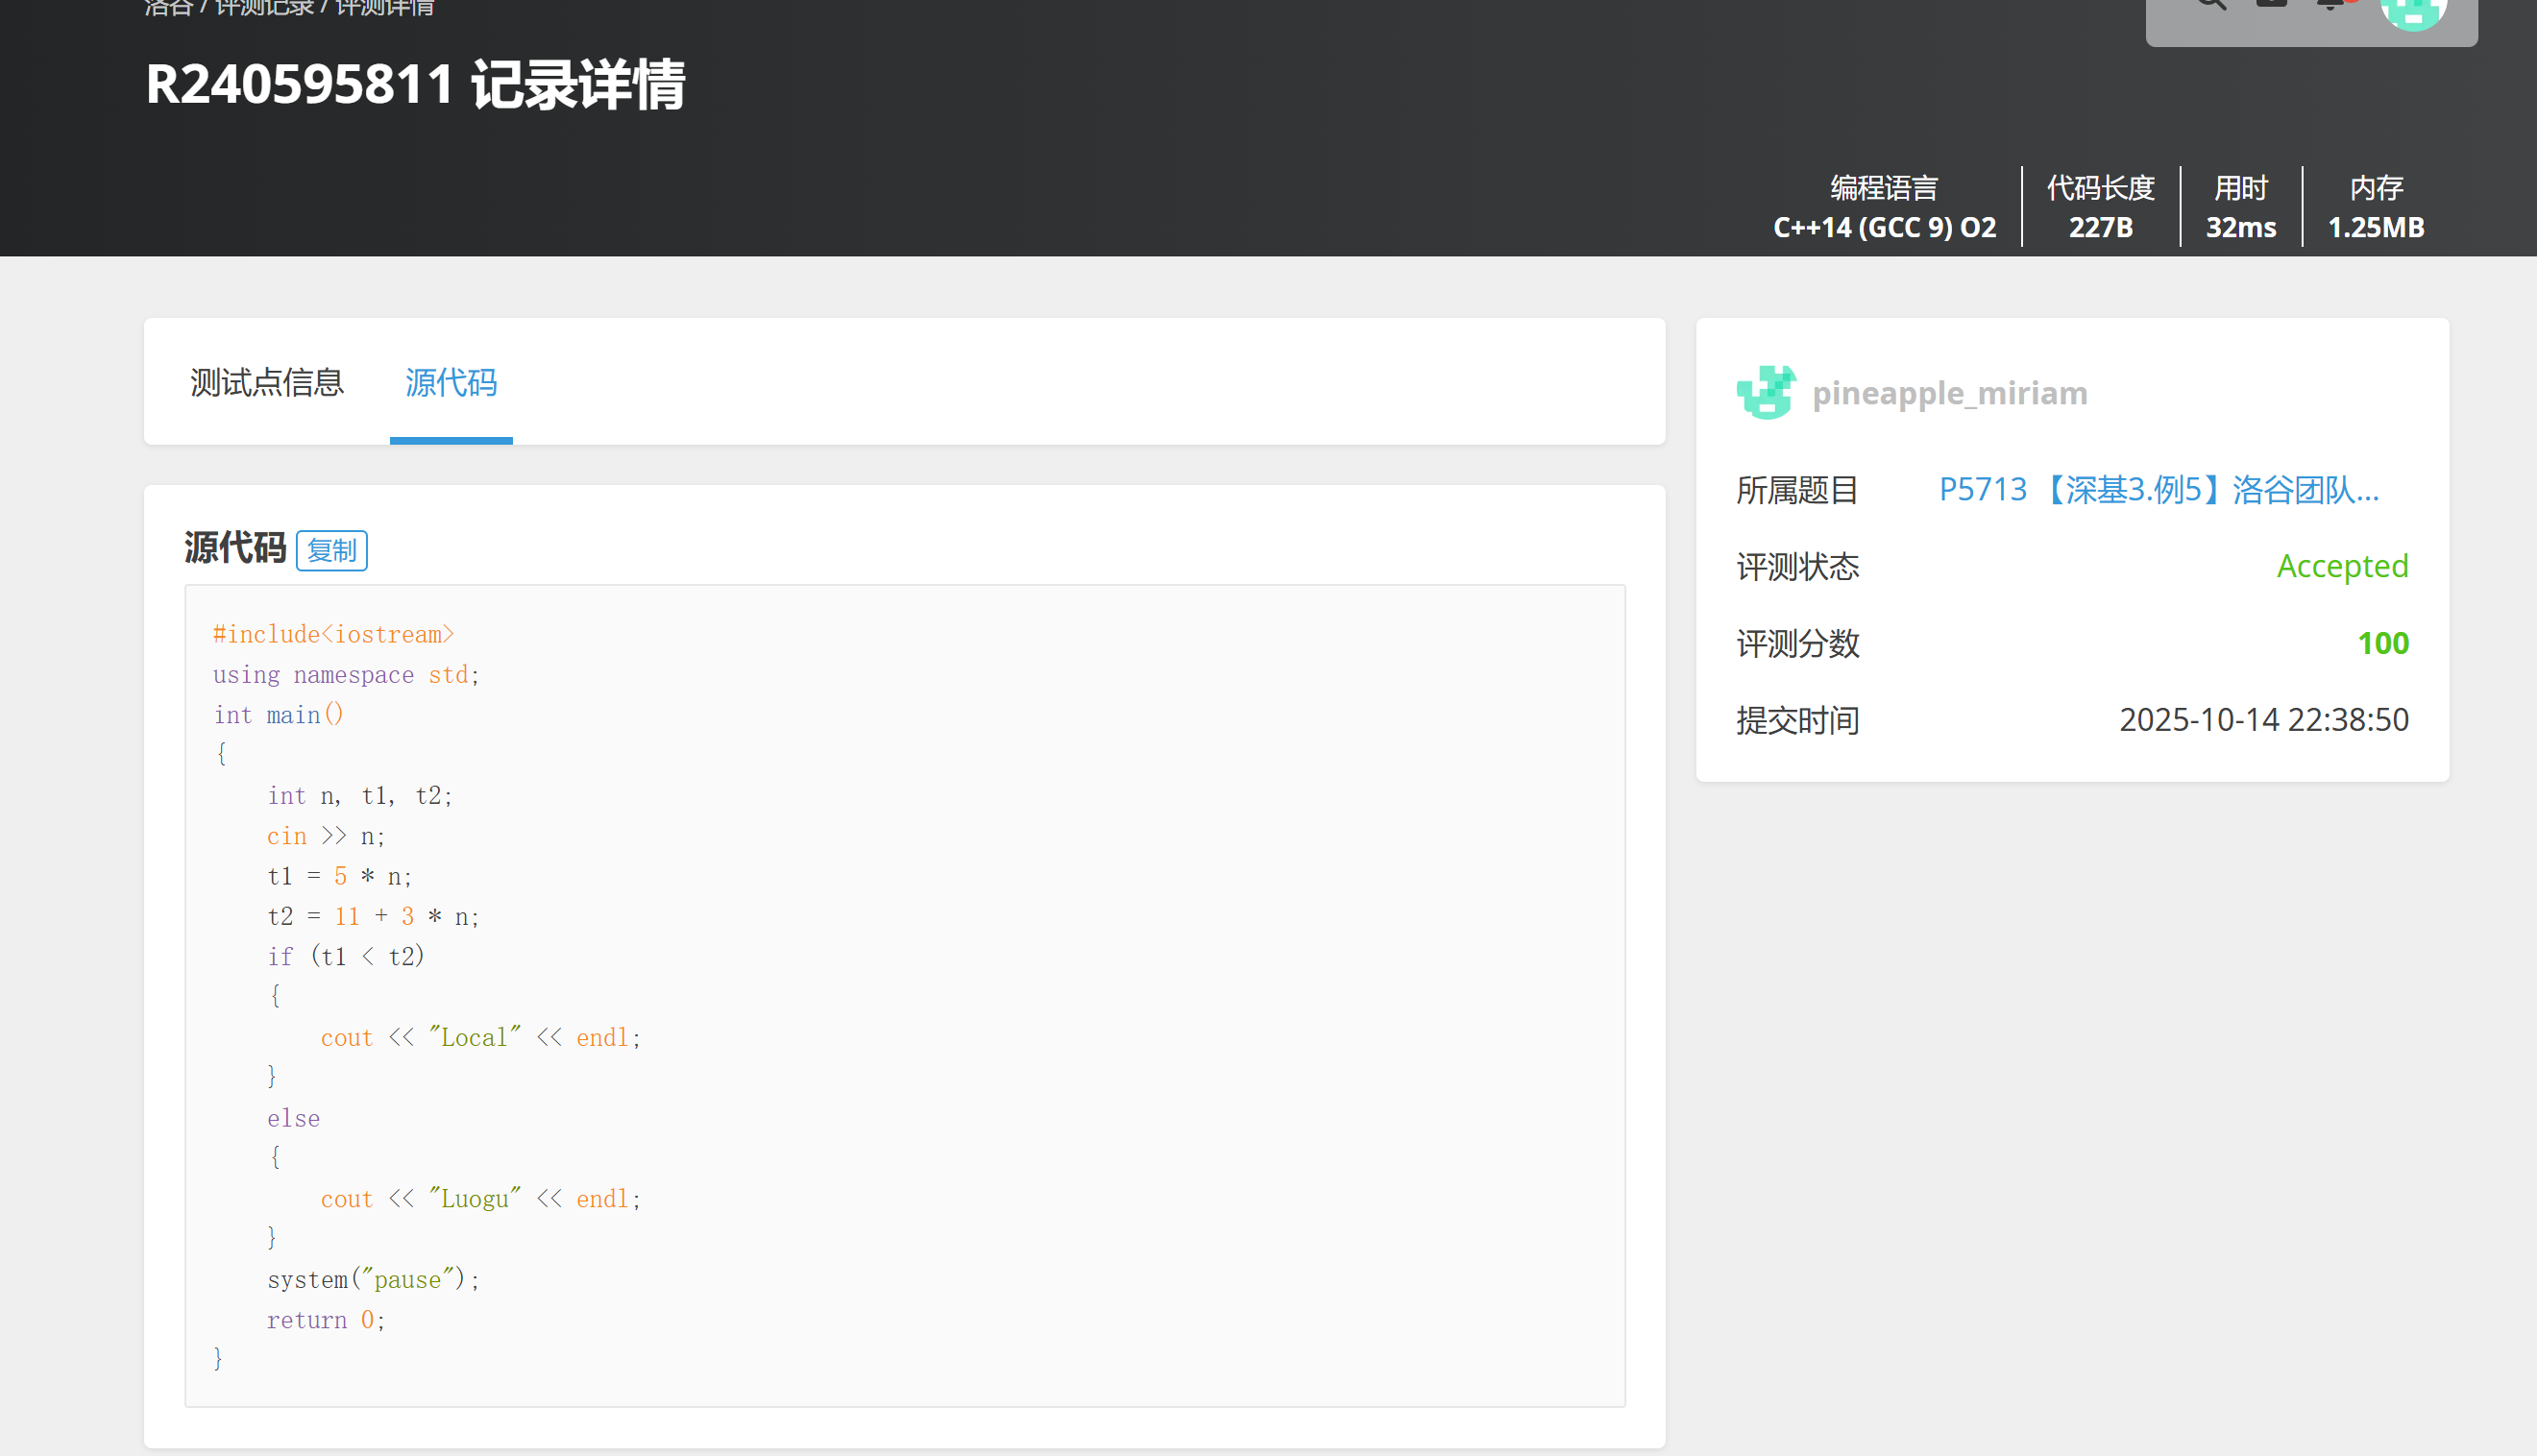 洛谷 / 评测记录 / 评测详情
R240595811 记录详情
编程语言
C++14 (GCC 9) O2
代码长度
227B
用时
32ms
内存
1.25MB
测试点信息
源代码
源代码 复制
#include<iostream>
using namespace std;
int main()
{
    int n, t1, t2;
    cin >> n;
    t1 = 5 * n;
    t2 = 11 + 3 * n;
    if (t1 < t2)
    {
        cout << "Local" << endl;
    }
    else
    {
        cout << "Luogu" << endl;
    }
    system("pause");
    return 0;
}
pineapple_miriam
所属题目 P5713 【深基3.例5】洛谷团队...
评测状态 Accepted
评测分数 100
提交时间 2025-10-14 22:38:50